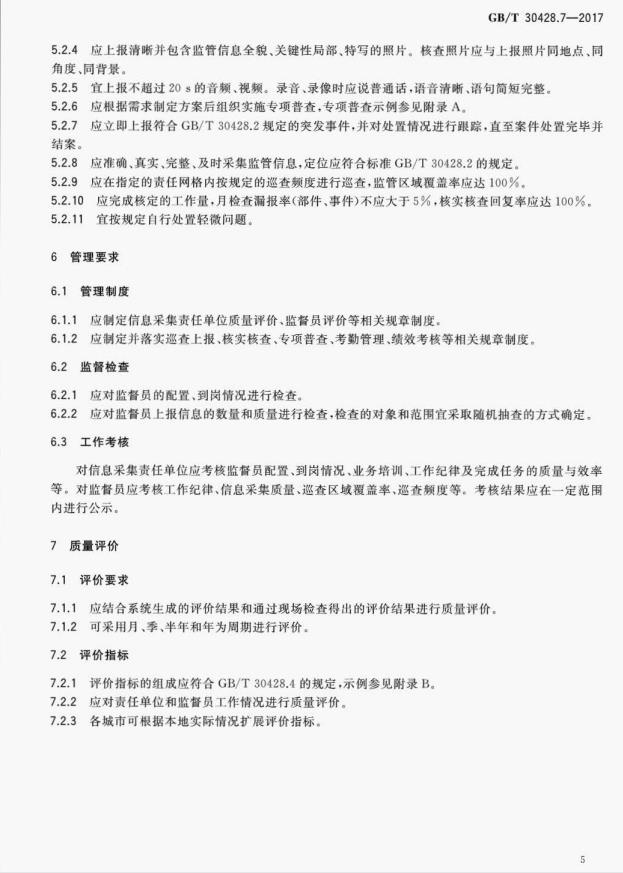 GB/T 30428.7—2017
5.2.4 应上报清晰并包含监管信息全貌、关键性局部、特写的照片。核查照片应与上报照片同地点、同
角度、同背景。
5.2.5 宜上报不超过 20 s 的音频、视频。录音、录像时应说普通话,语音清晰、语句简短完整。
5.2.6 应根据需求制定方案后组织实施专项普查,专项普查示例参见附录 A。
5.2.7 应立即上报符合 GB/T 30428.2 规定的突发事件,并对处置情况进行跟踪,直至案件处置完毕并
结案。
5.2.8 应准确、真实、完整、及时采集监管信息,定位应符合标准 GB/T 30428.2 的规定。
5.2.9 应在指定的责任网格内按规定的巡查频度进行巡查,监管区域覆盖率应达 100%。
5.2.10 应完成核定的工作量,月检查漏报率(部件、事件)不应大于 5%,核实核查回复率应达 100%。
5.2.11 宜按规定自行处置轻微问题。
6 管理要求
6.1 管理制度
6.1.1 应制定信息采集责任单位质量评价、监督员评价等相关规章制度。
6.1.2 应制定并落实巡查上报、核实核查、专项普查、考勤管理、绩效考核等相关规章制度。
6.2 监督检查
6.2.1 应对监督员的配置、到岗情况进行检查。
6.2.2 应对监督员上报信息的数量和质量进行检查,检查的对象和范围宜采取随机抽查的方式确定。
6.3 工作考核
对信息采集责任单位应考核监督员配置、到岗情况、业务培训、工作纪律及完成任务的质量与效率
等。对监督员应考核工作纪律、信息采集质量、巡查区域覆盖率、巡查频度等。考核结果应在一定范围
内进行公示。
7 质量评价
7.1 评价要求
7.1.1 应结合系统生成的评价结果和通过现场检查得出的评价结果进行质量评价。
7.1.2 可采用月、季、半年和年为周期进行评价。
7.2 评价指标
7.2.1 评价指标的组成应符合 GB/T 30428.4 的规定,示例参见附录 B。
7.2.2 应对责任单位和监督员工作情况进行质量评价。
7.2.3 各城市可根据本地实际情况扩展评价指标。
5